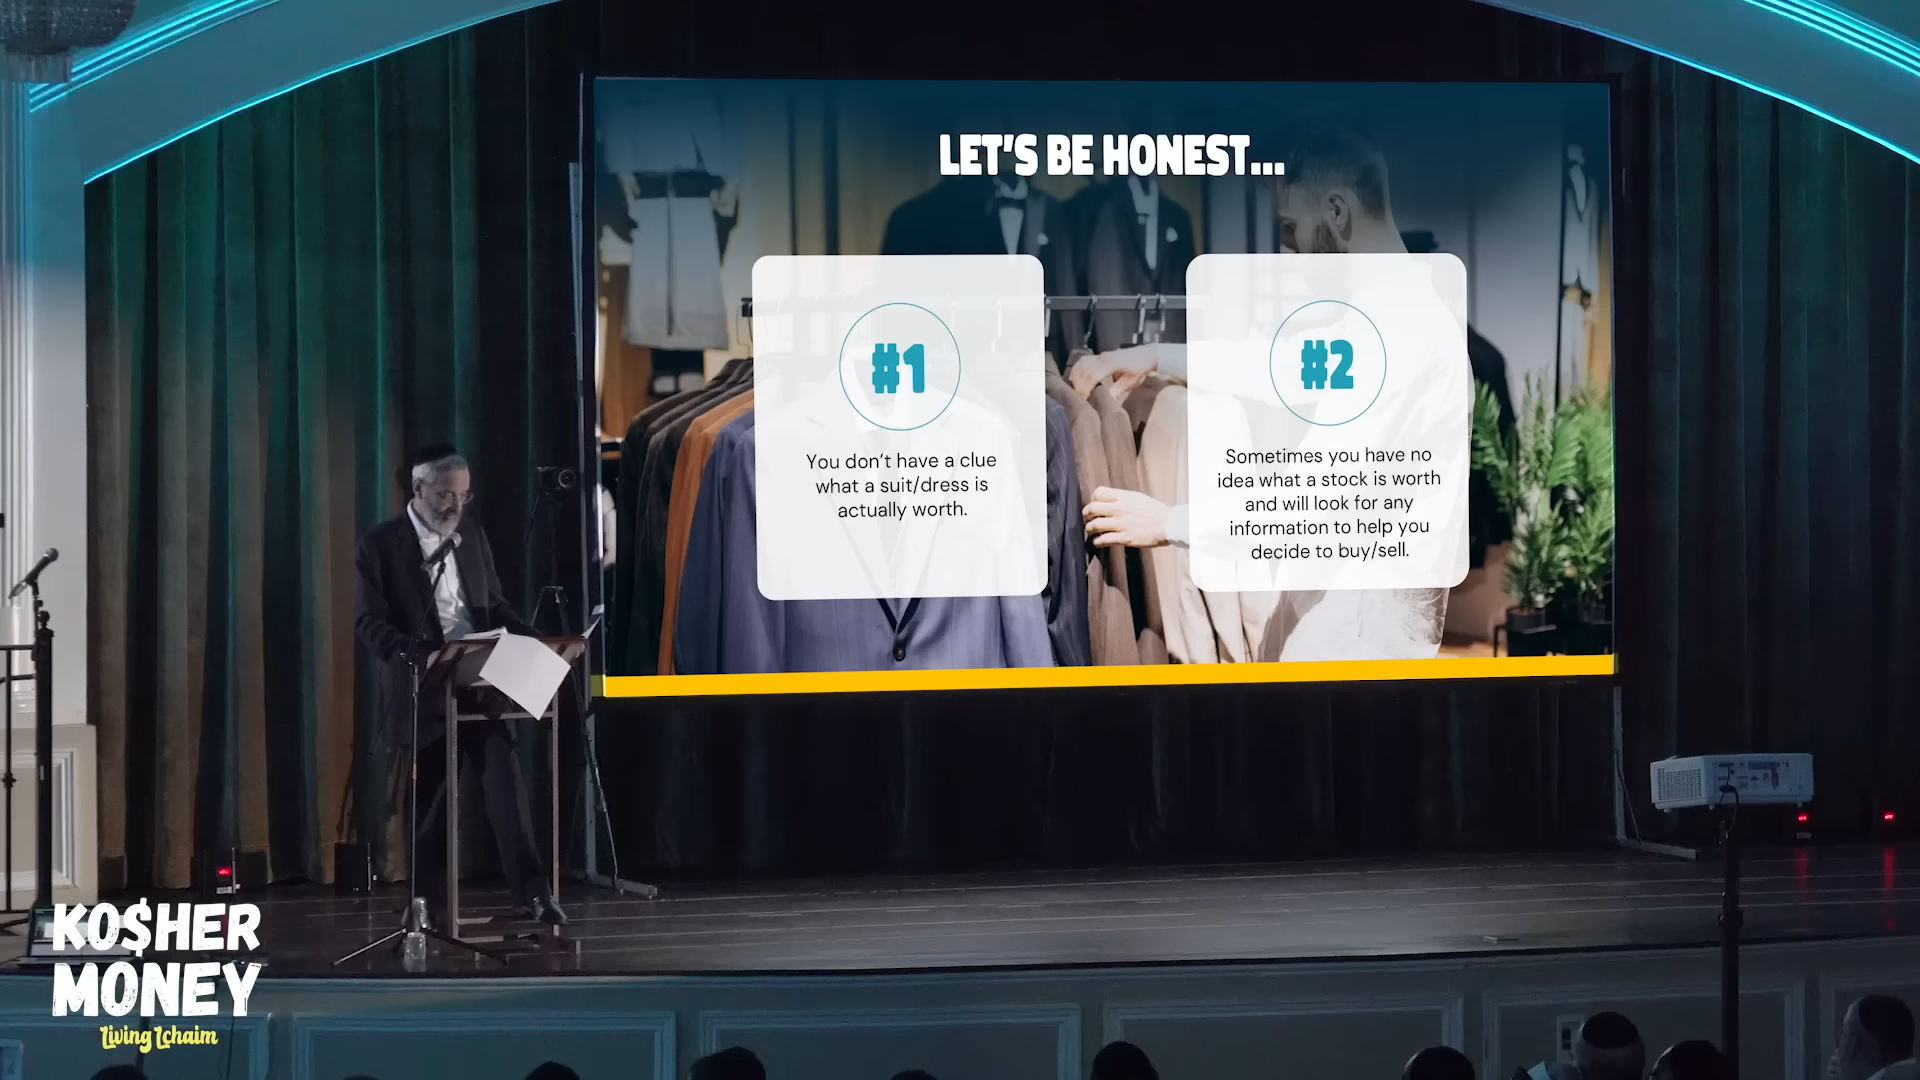 LET'S BE HONEST...
#1
You don't have a clue
what a suit/dress is
actually worth.
#2
Sometimes you have no
idea what a stock is worth
and will look for any
information to help you
decide to buy/sell.
KO$HER
MONEY
Living Lchaim